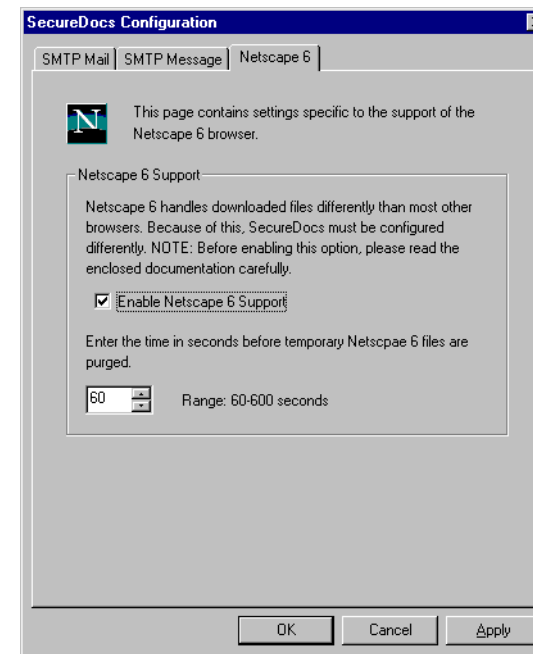 SecureDocs Configuration
SMTP Mail SMTP Message Netscape 6
N
This page contains settings specific to the support of the
Netscape 6 browser.
Netscape 6 Support
Netscape 6 handles downloaded files differently than most other
browsers. Because of this, SecureDocs must be configured
differently. NOTE: Before enabling this option, please read the
enclosed documentation carefully.
Enable Netscape 6 Support
Enter the time in seconds before temporary Netscpae 6 files are
purged.
60 Range: 60-600 seconds
OK Cancel Apply